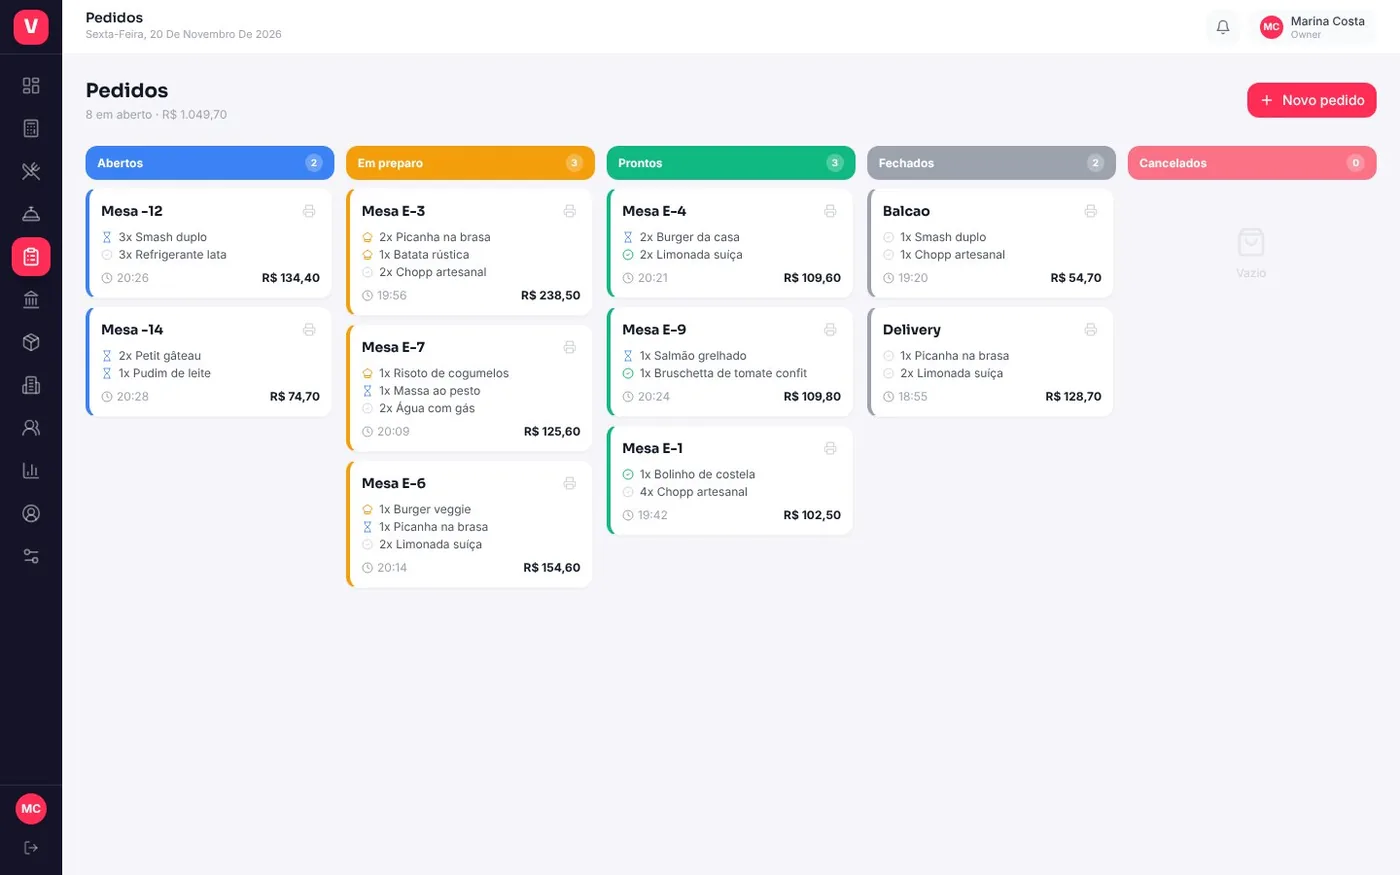 V
Pedidos
Sexta-Feira, 20 De Novembro De 2026
MC
Marina Costa
Owner
Pedidos
8 em aberto · R$ 1.049,70
+ Novo pedido
Abertos 2
Mesa -12
3x Smash duplo
3x Refrigerante lata
20:26 R$ 134,40
Mesa -14
2x Petit gâteau
1x Pudim de leite
20:28 R$ 74,70
Em preparo 3
Mesa E-3
2x Picanha na brasa
1x Batata rústica
2x Chopp artesanal
19:56 R$ 238,50
Mesa E-7
1x Risoto de cogumelos
1x Massa ao pesto
2x Água com gás
20:09 R$ 125,60
Mesa E-6
1x Burger veggie
1x Picanha na brasa
2x Limonada suíça
20:14 R$ 154,60
Prontos 3
Mesa E-4
2x Burger da casa
2x Limonada suíça
20:21 R$ 109,60
Mesa E-9
1x Salmão grelhado
1x Bruschetta de tomate confit
20:24 R$ 109,80
Mesa E-1
1x Bolinho de costela
4x Chopp artesanal
19:42 R$ 102,50
Fechados 2
Balcao
1x Smash duplo
1x Chopp artesanal
19:20 R$ 54,70
Delivery
1x Picanha na brasa
2x Limonada suíça
18:55 R$ 128,70
Cancelados 0
Vazio
MC